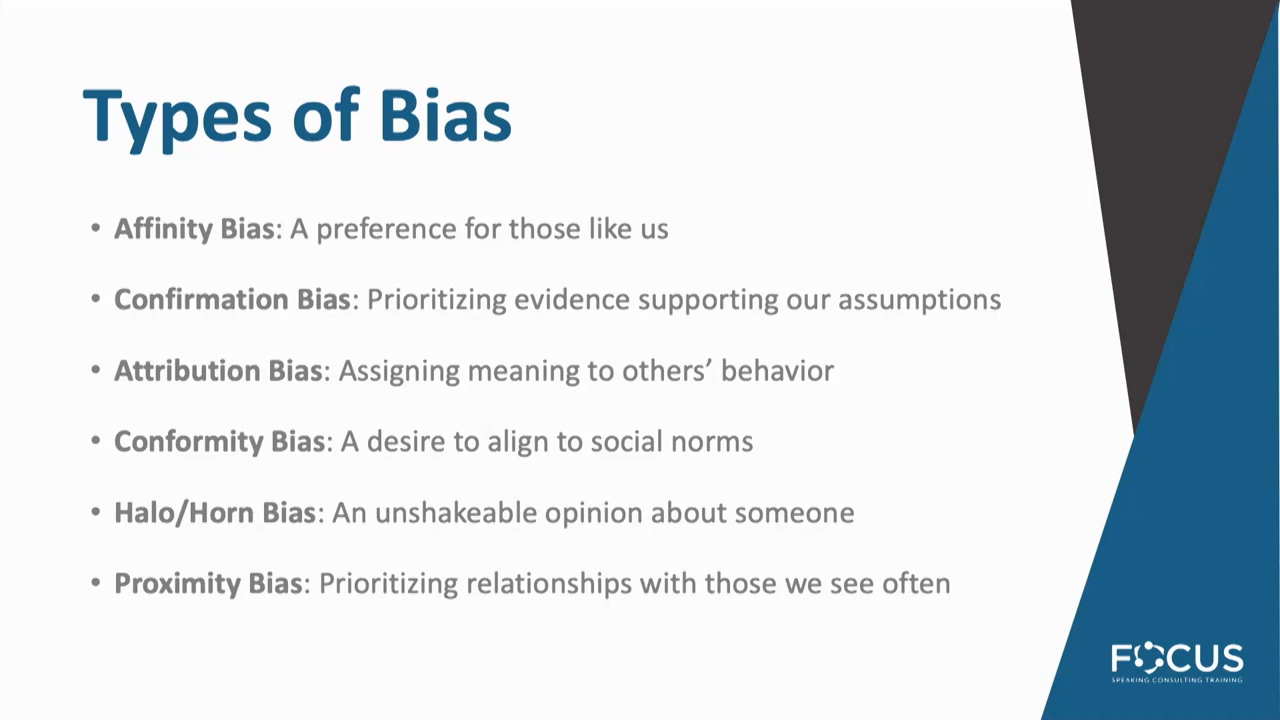 Types of Bias
• Affinity Bias: A preference for those like us
• Confirmation Bias: Prioritizing evidence supporting our assumptions
• Attribution Bias: Assigning meaning to others’ behavior
• Conformity Bias: A desire to align to social norms
• Halo/Horn Bias: An unshakeable opinion about someone
• Proximity Bias: Prioritizing relationships with those we see often
FOCUS
SPEAKING CONSULTING TRAINING